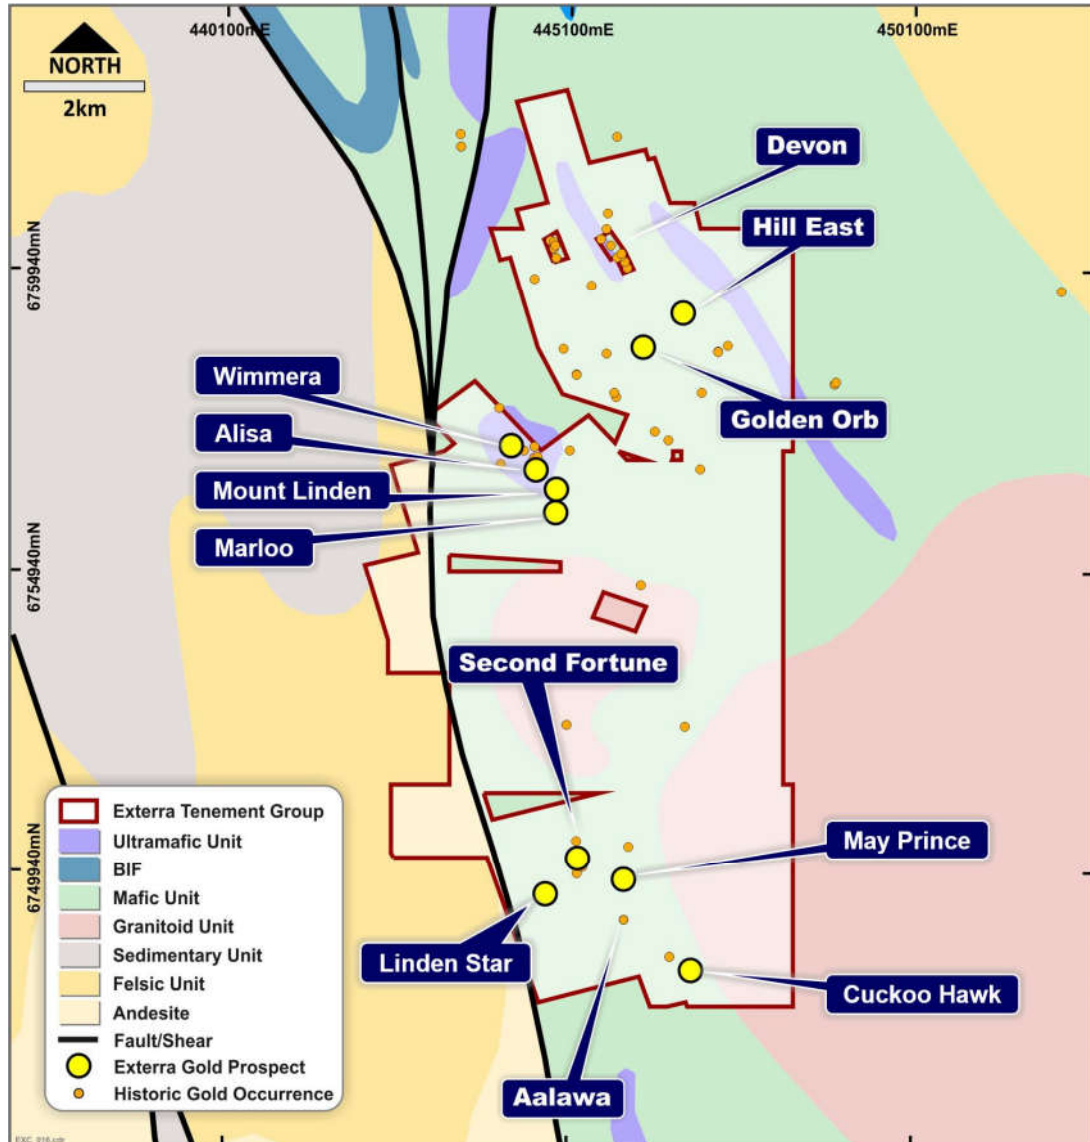 440100mE
445100mE
450100mE
NORTH
2km
Devon
Hill East
6759940mN
Wimmera
Alisa
Golden Orb
Mount Linden
Marloo
6754940mN
Second Fortune
Exterra Tenement Group
Ultramafic Unit
BIF
Mafic Unit
Granitoid Unit
Sedimentary Unit
Felsic Unit
Andesite
Fault/Shear
Exterra Gold Prospect
Historic Gold Occurrence
6749940mN
May Prince
Linden Star
Cuckoo Hawk
Aalawa